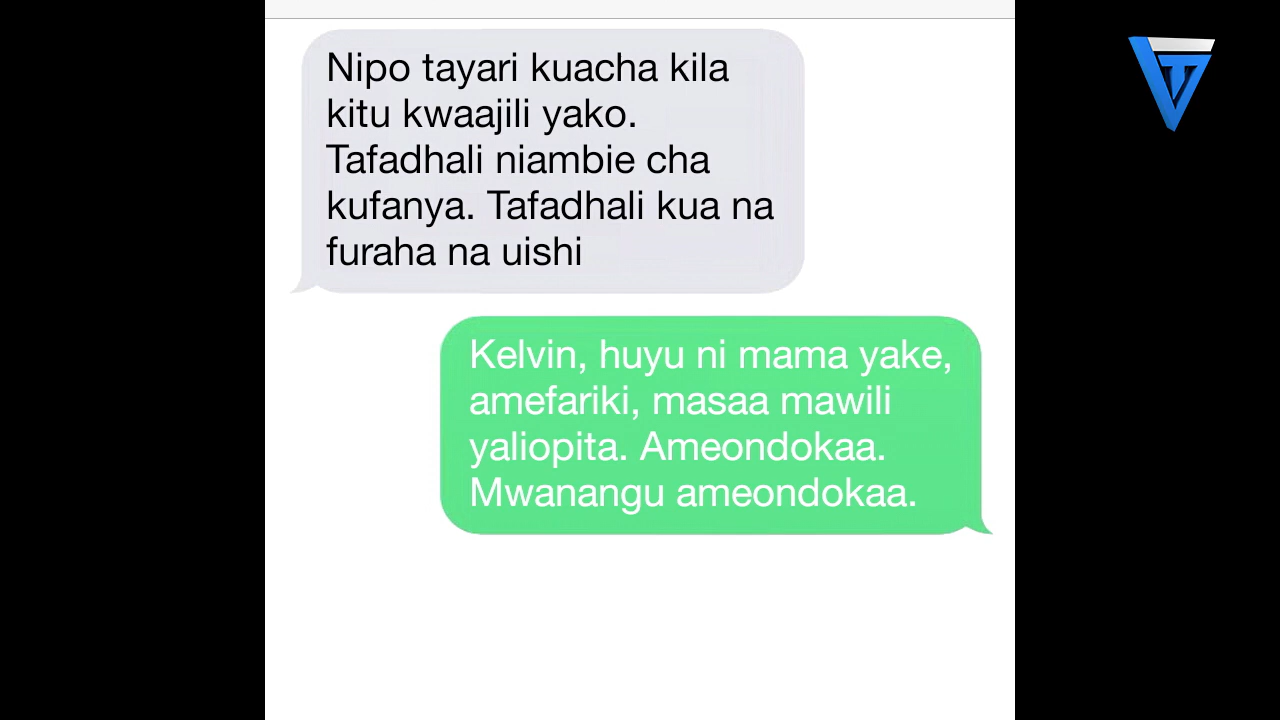 Nipo tayari kuacha kila
kitu kwaajili yako.
Tafadhali niambie cha
kufanya. Tafadhali kua na
furaha na uishi
Kelvin, huyu ni mama yake,
amefariki, masaa mawili
yaliopita. Ameondokaa.
Mwanangu ameondokaa.